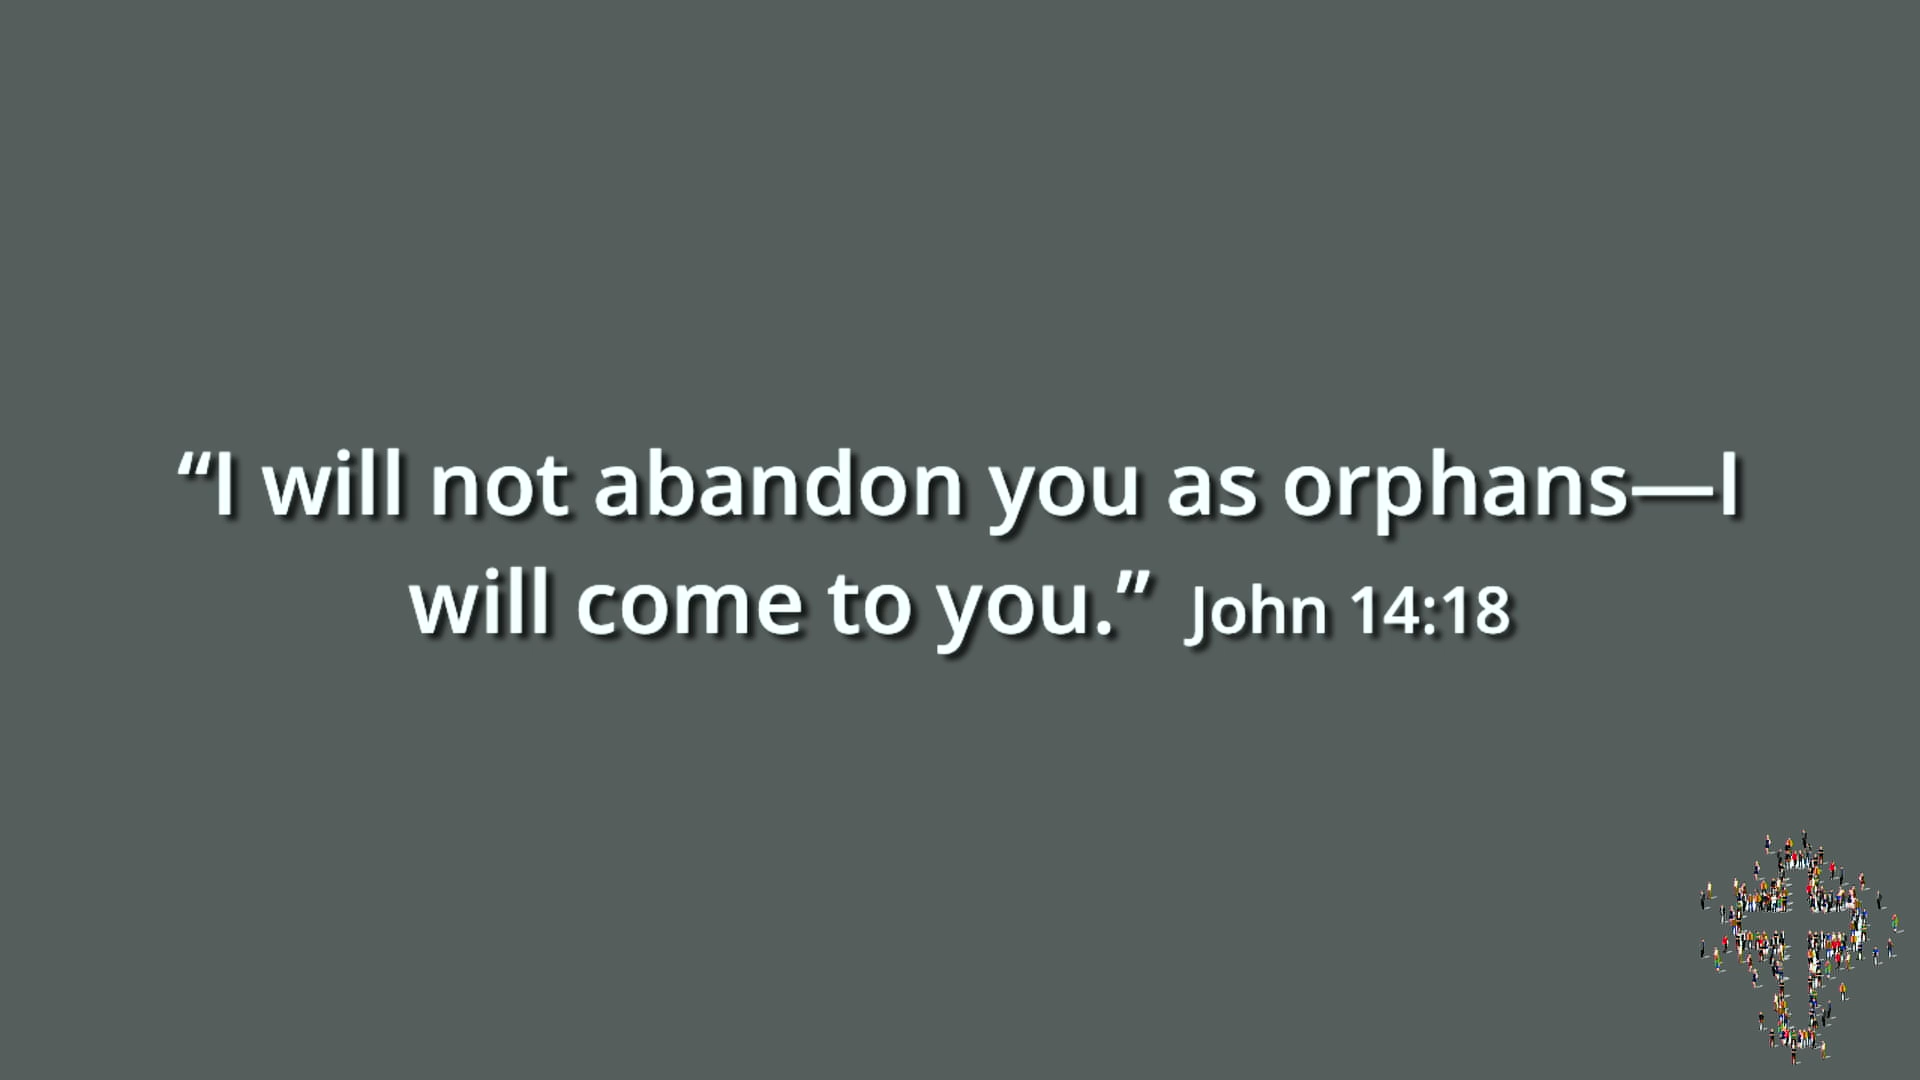 “I will not abandon you as orphans—I
will come to you.” John 14:18